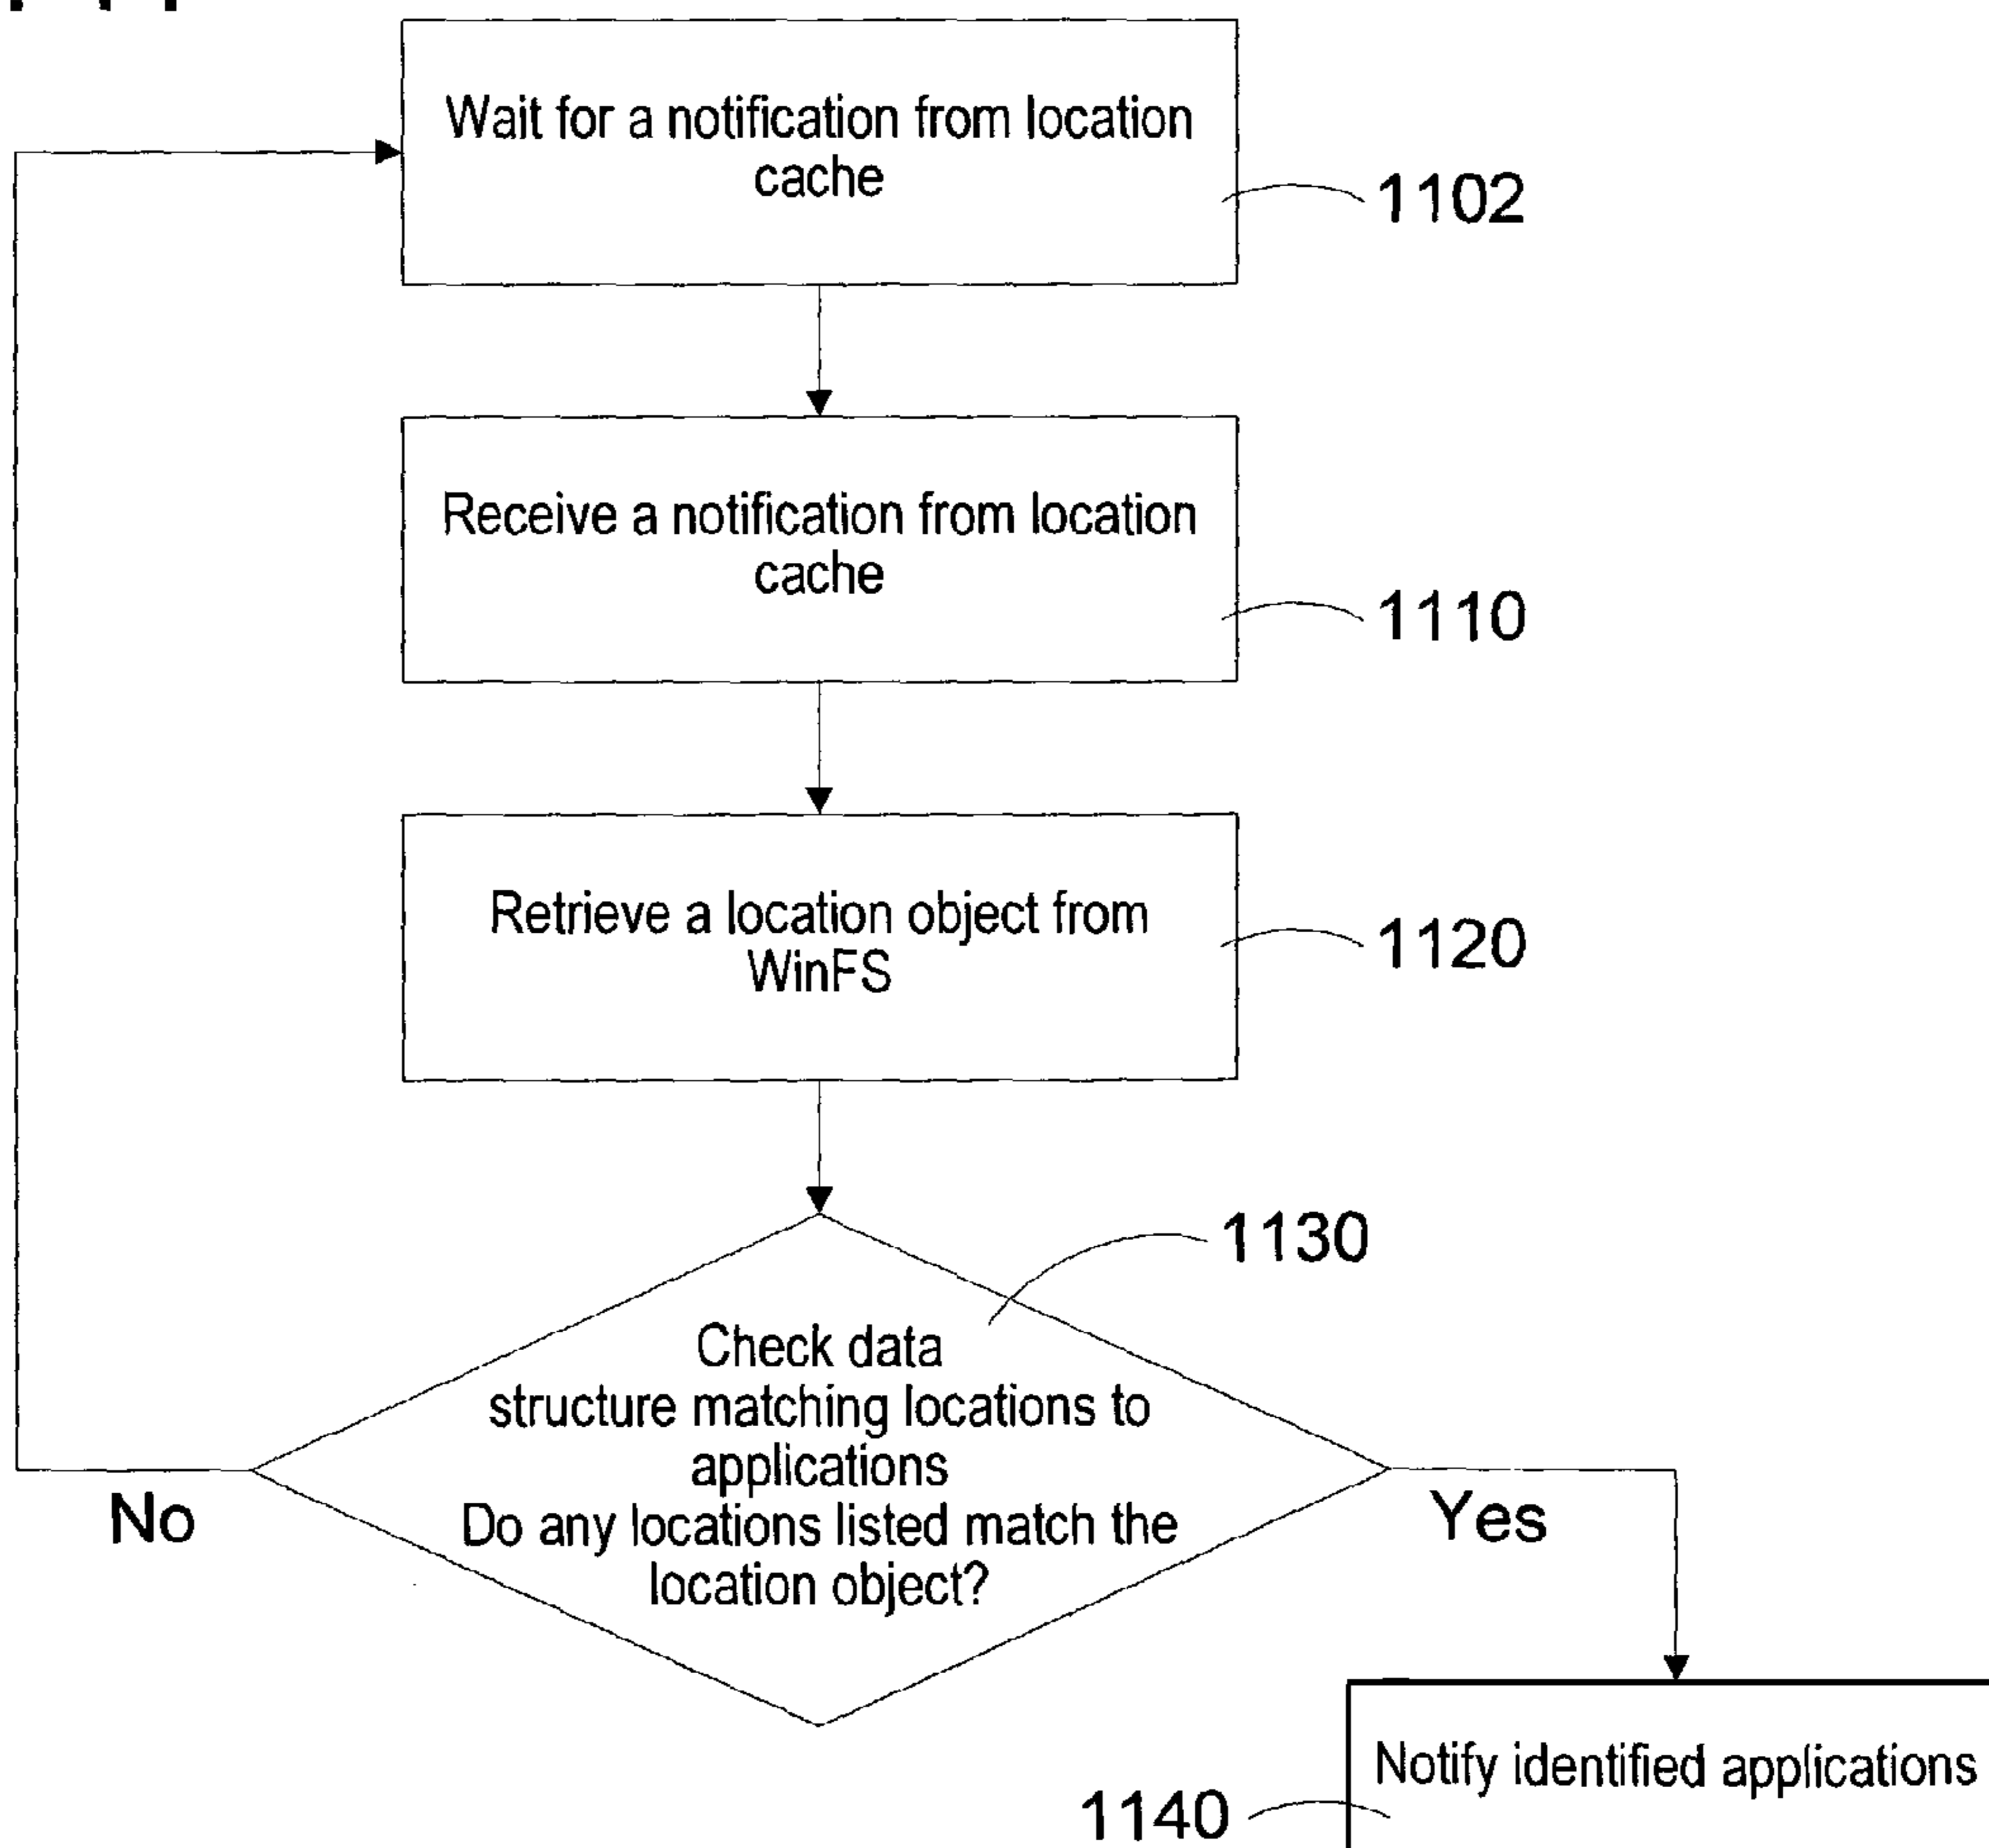 Wait for a notification from location
cache
1102
Receive a notification from location
cache
1110
Retrieve a location object from
WinFS
1120
1130
Check data
structure matching locations to
applications
Do any locations listed match the
location object?
No
Yes
Notify identified applications
1140